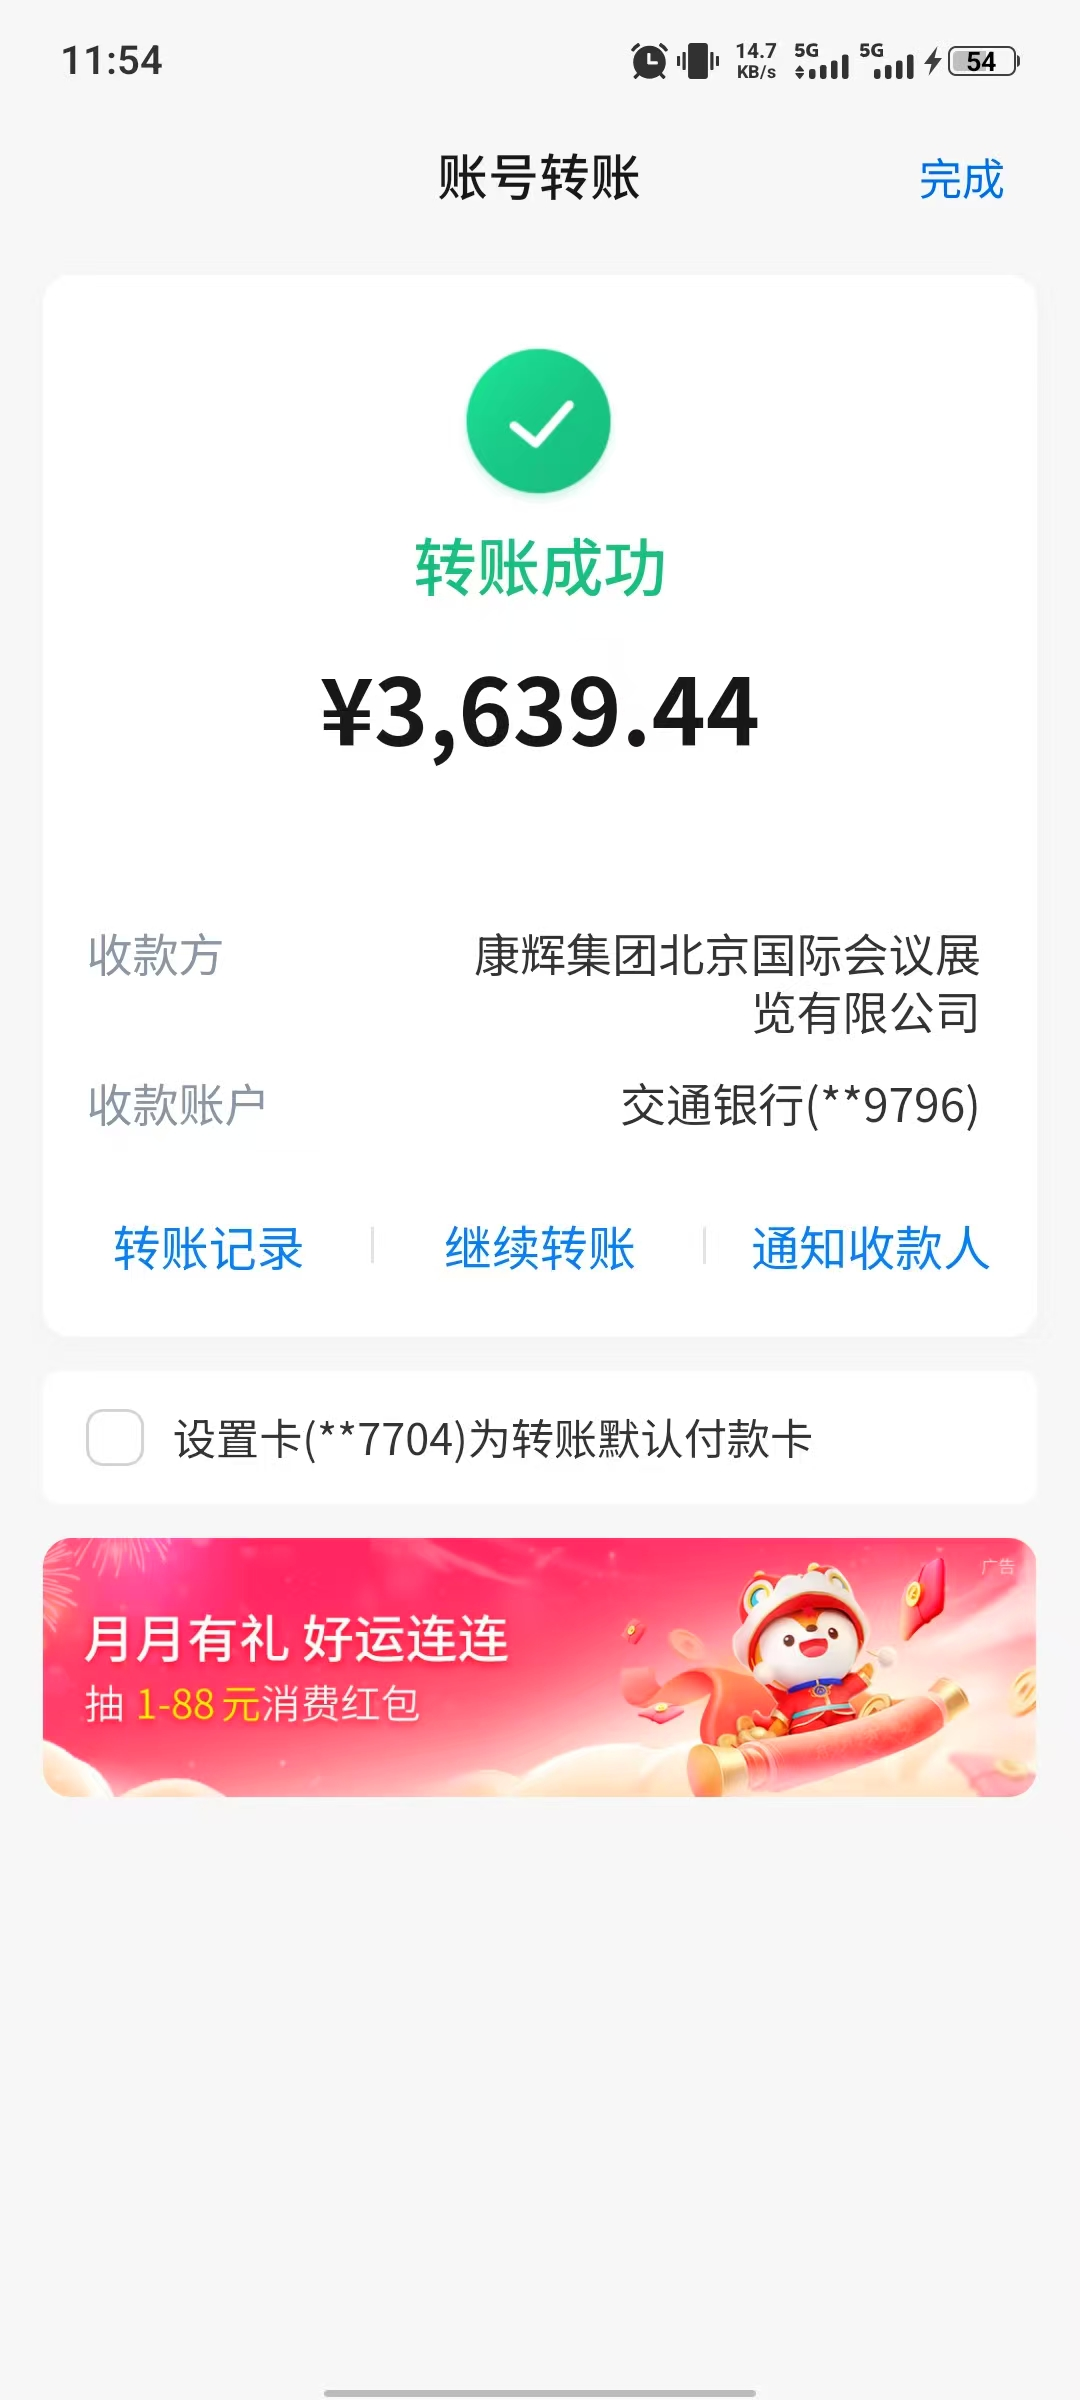 11:54
14.7 KB/s 5G 5G 54
账号转账
完成
转账成功
¥3,639.44
收款方
康辉集团北京国际会议展
览有限公司
收款账户
交通银行(**9796)
转账记录
继续转账
通知收款人
设置卡(**7704)为转账默认付款卡
广告
月月有礼 好运连连
抽 1-88元消费红包